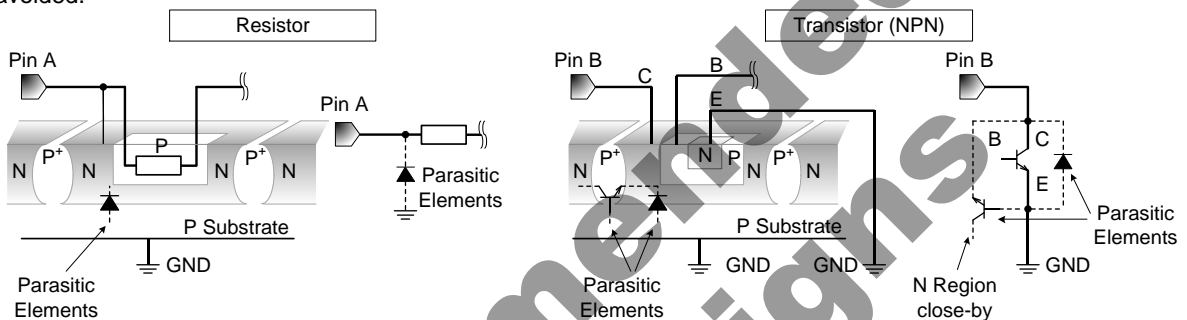 avoided.
Resistor
Transistor (NPN)
Pin A
Pin A
P
N P+ N N P+ N
Parasitic
Elements
P Substrate
GND
Parasitic
Elements
Pin B
C
B
E
N P+ N P N P+ N
P Substrate
GND GND
Parasitic
Elements
Pin B
B C
E
Parasitic
Elements
GND
N Region
close-by